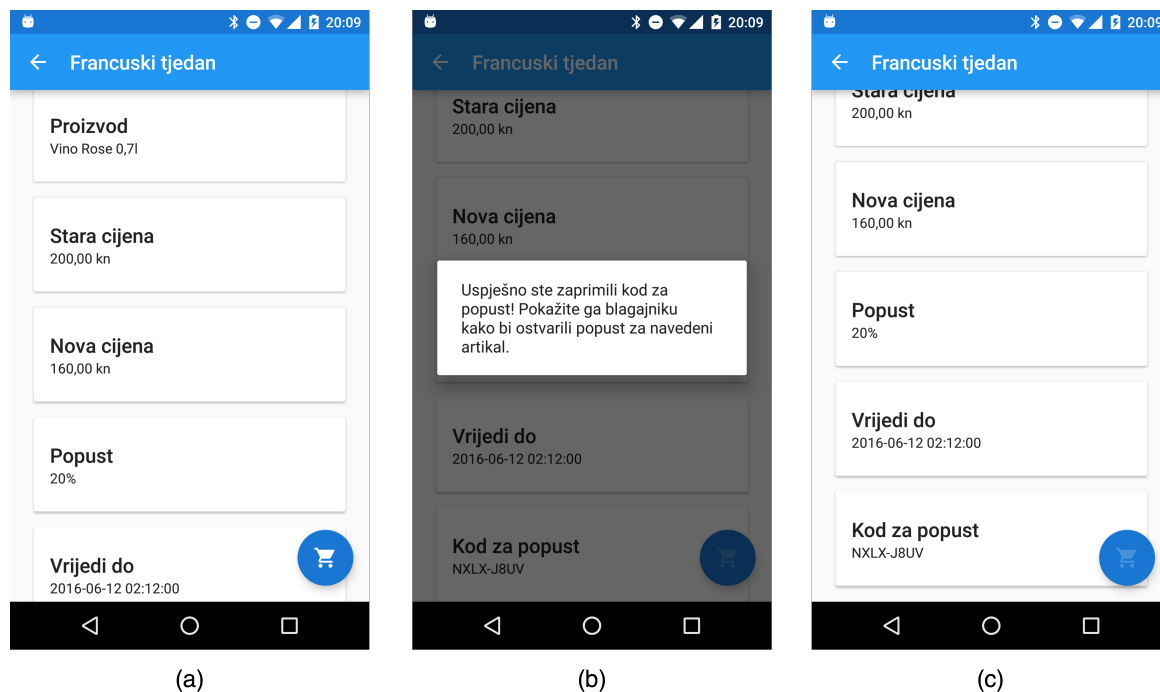 20:09
Francuski tjedan
Proizvod
Vino Rose 0,7l
Stara cijena
200,00 kn
Nova cijena
160,00 kn
Popust
20%
Vrijedi do
2016-06-12 02:12:00
(a)
20:09
Francuski tjedan
Stara cijena
200,00 kn
Nova cijena
160,00 kn
Uspješno ste zaprimili kod za
popust! Pokažite ga blagajniku
kako bi ostvarili popust za navedeni
artikal.
Vrijedi do
2016-06-12 02:12:00
Kod za popust
NXLX-J8UV
(b)
20:09
Francuski tjedan
Stara cijena
200,00 kn
Nova cijena
160,00 kn
Popust
20%
Vrijedi do
2016-06-12 02:12:00
Kod za popust
NXLX-J8UV
(c)